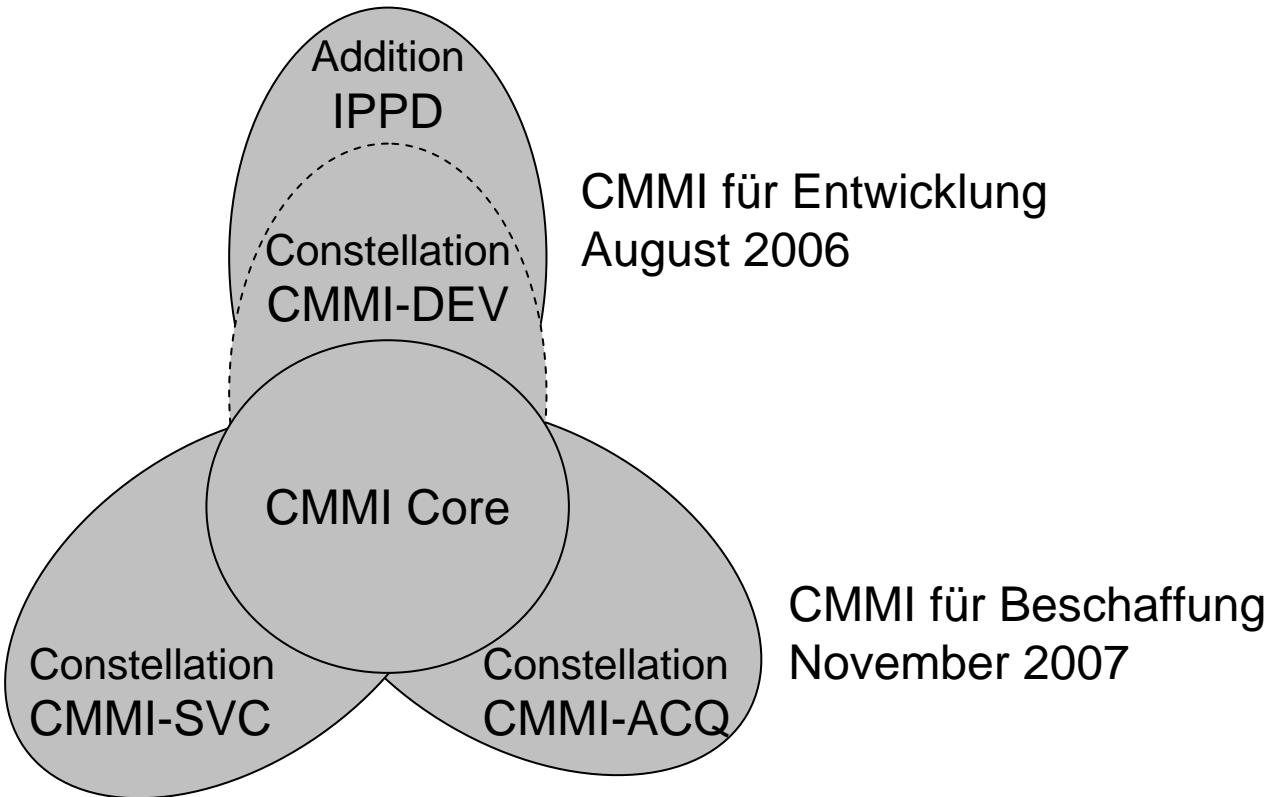 Addition
IPPD
Constellation
CMMI-DEV
CMMI für Entwicklung
August 2006
CMMI Core
Constellation
CMMI-SVC
Constellation
CMMI-ACQ
CMMI für Beschaffung
November 2007